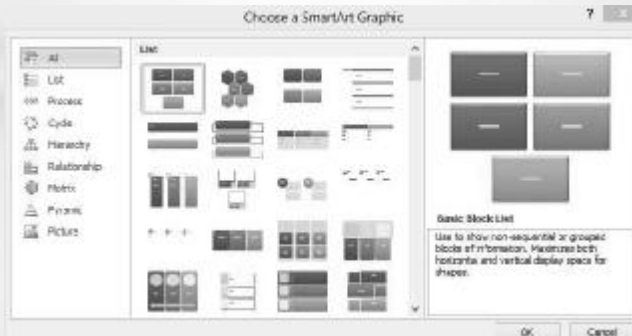 Choose a SmartArt Graphic
?
All
List
Process
Cycle
Hierarchy
Relationship
Matrix
Pyramid
Picture
List
Basic Block List
Use to show non-sequential or grouped
blocks of information. Maximizes both
horizontal and vertical display space for
shapes.
OK
Cancel